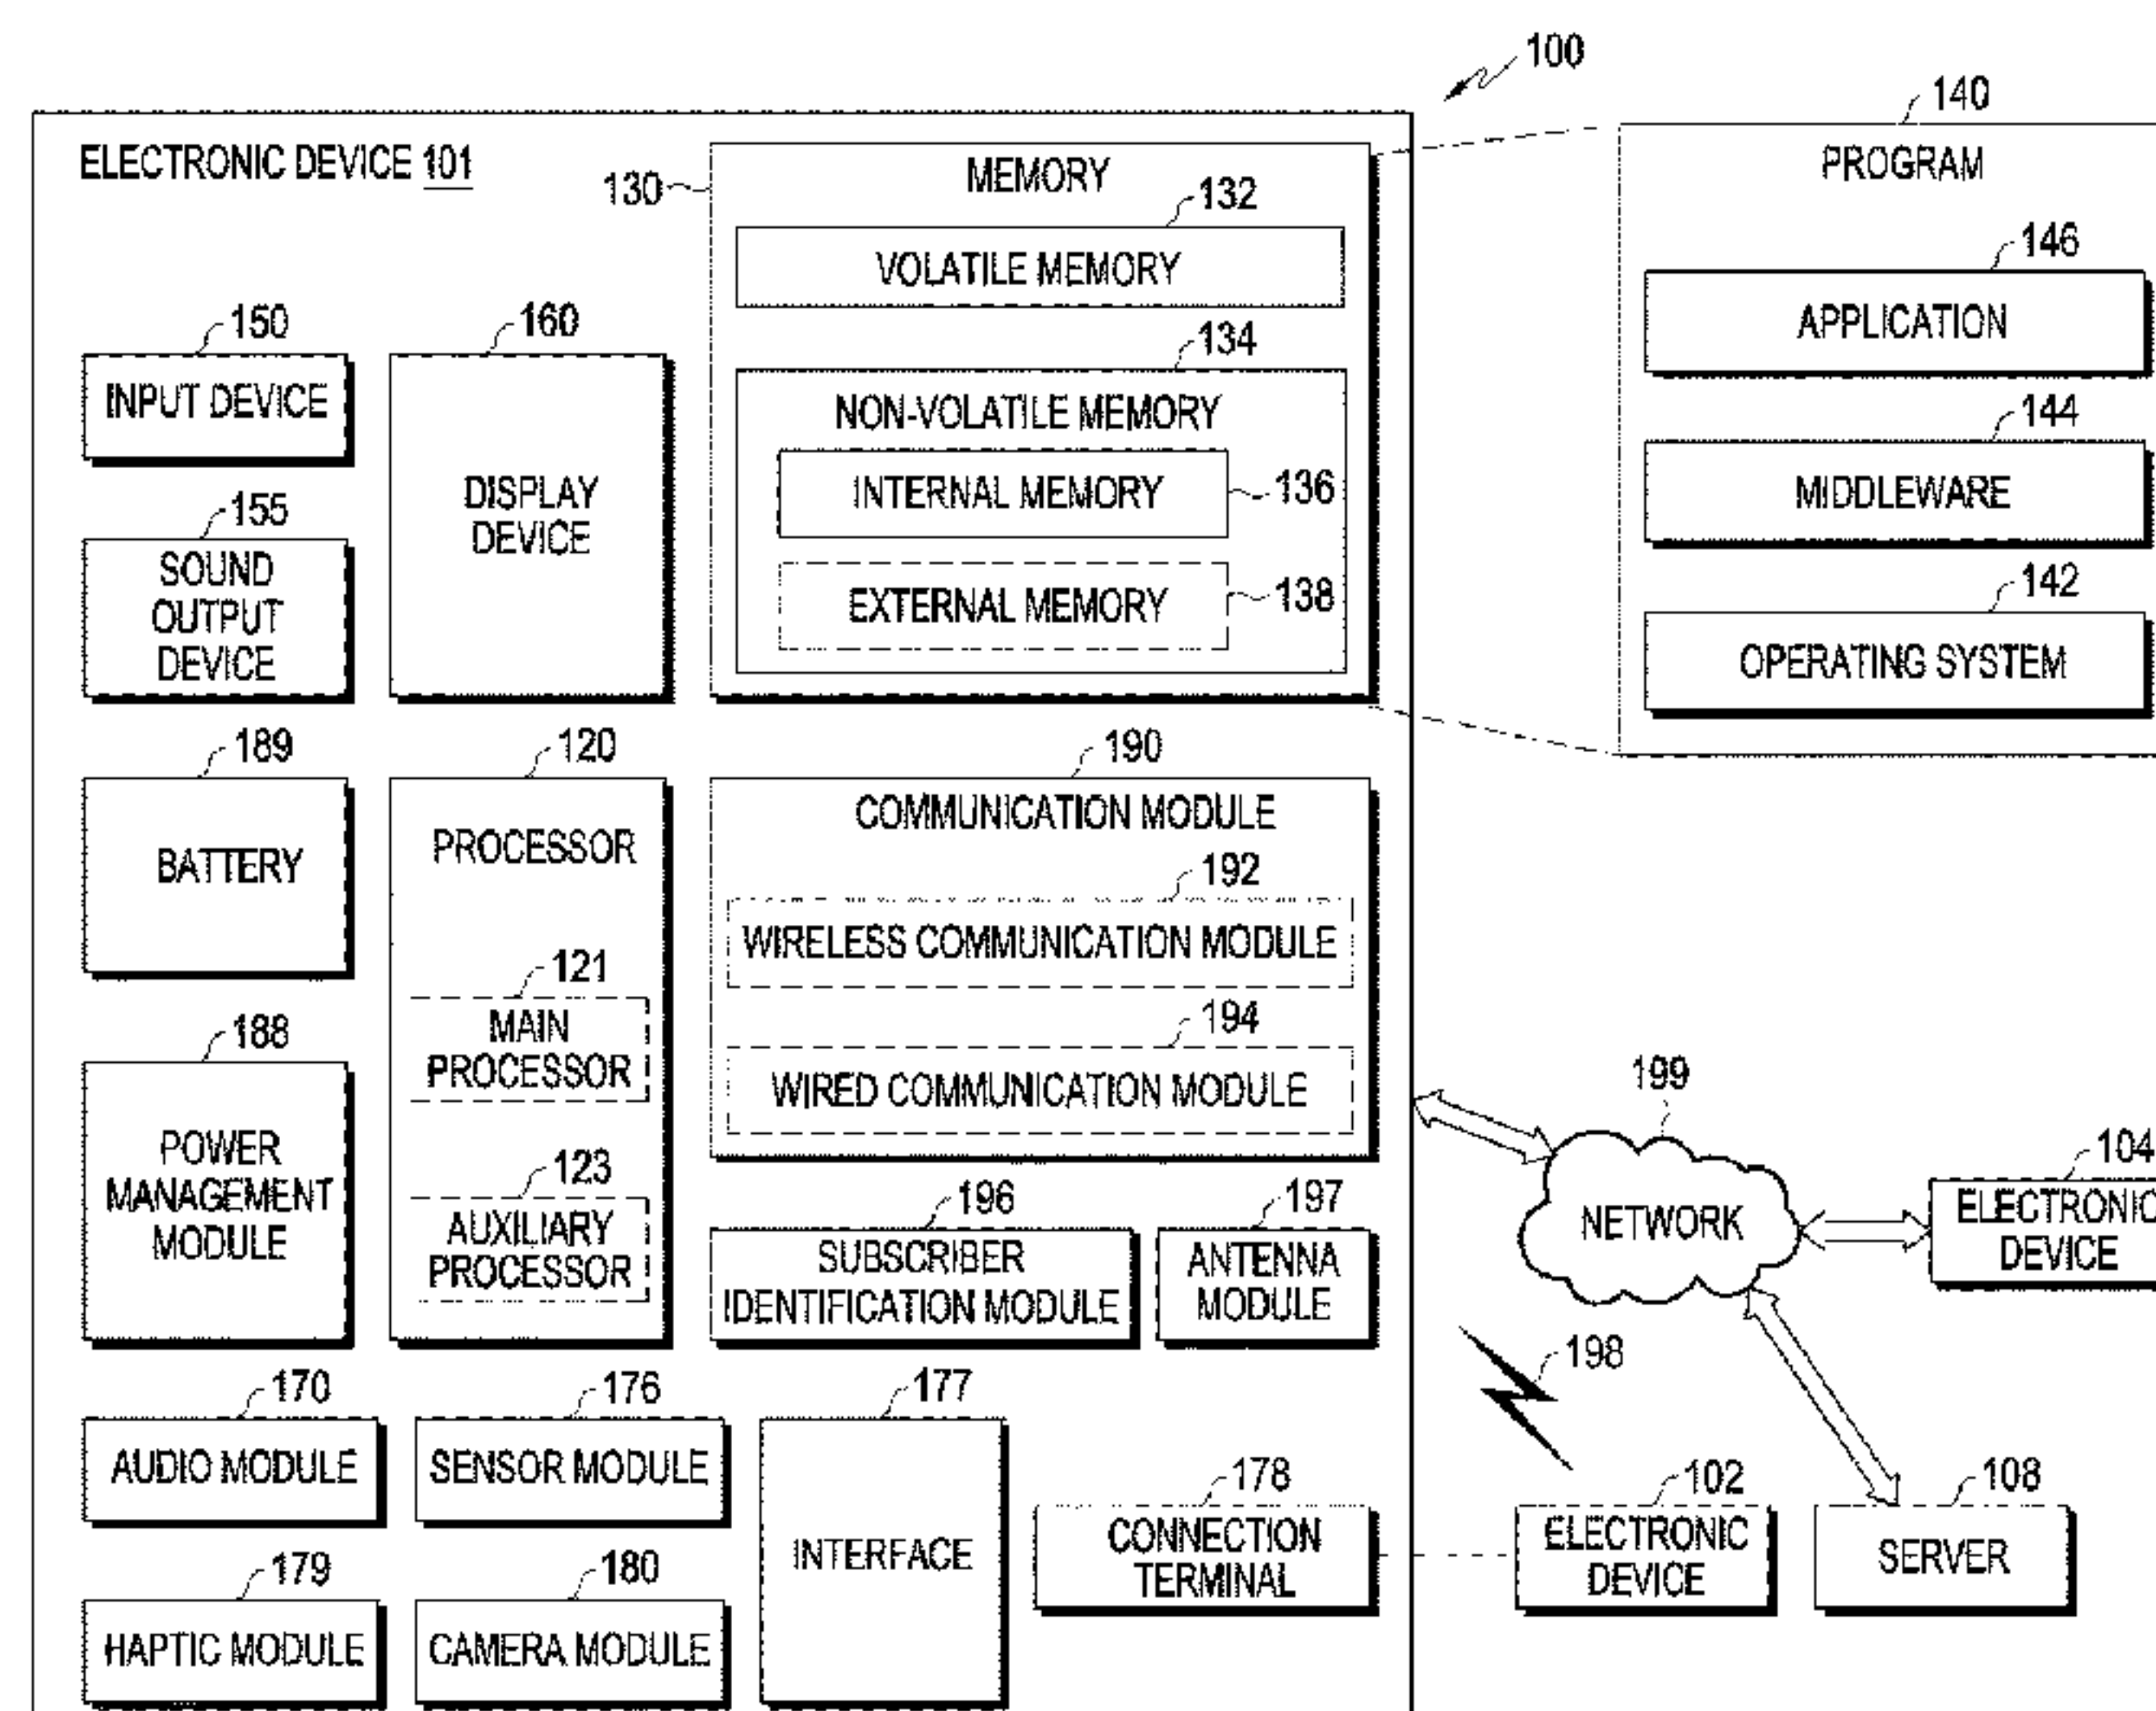 100
ELECTRONIC DEVICE 101
130
MEMORY
132
VOLATILE MEMORY
134
NON-VOLATILE MEMORY
INTERNAL MEMORY
136
EXTERNAL MEMORY
138
140
PROGRAM
146
APPLICATION
144
MIDDLEWARE
142
OPERATING SYSTEM
150
INPUT DEVICE
160
DISPLAY
DEVICE
155
SOUND
OUTPUT
DEVICE
189
BATTERY
120
PROCESSOR
121
MAIN
PROCESSOR
123
AUXILIARY
PROCESSOR
190
COMMUNICATION MODULE
192
WIRELESS COMMUNICATION MODULE
194
WIRED COMMUNICATION MODULE
188
POWER
MANAGEMENT
MODULE
196
SUBSCRIBER
IDENTIFICATION MODULE
197
ANTENNA
MODULE
199
NETWORK
104
ELECTRONIC
DEVICE
198
170
AUDIO MODULE
176
SENSOR MODULE
177
INTERFACE
178
CONNECTION
TERMINAL
102
ELECTRONIC
DEVICE
108
SERVER
179
HAPTIC MODULE
180
CAMERA MODULE